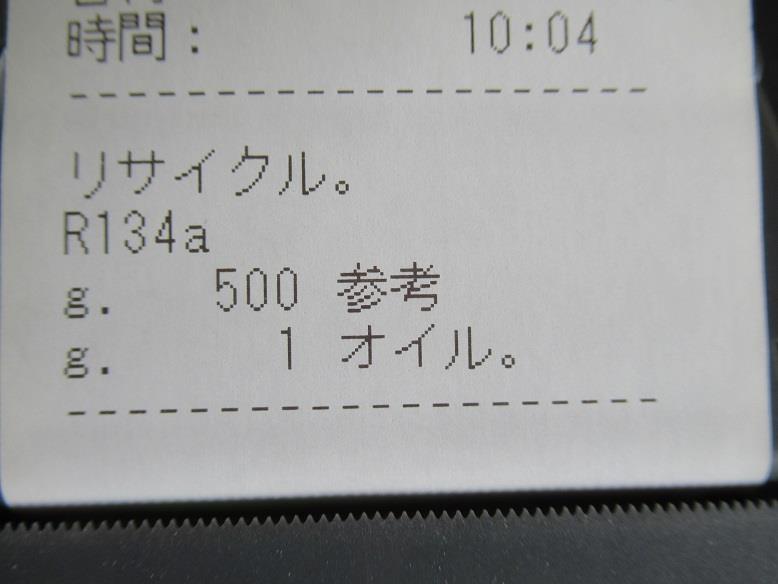 時間： 10:04
リサイクル。
R134a
g. 500 参考
g. 1 オイル。